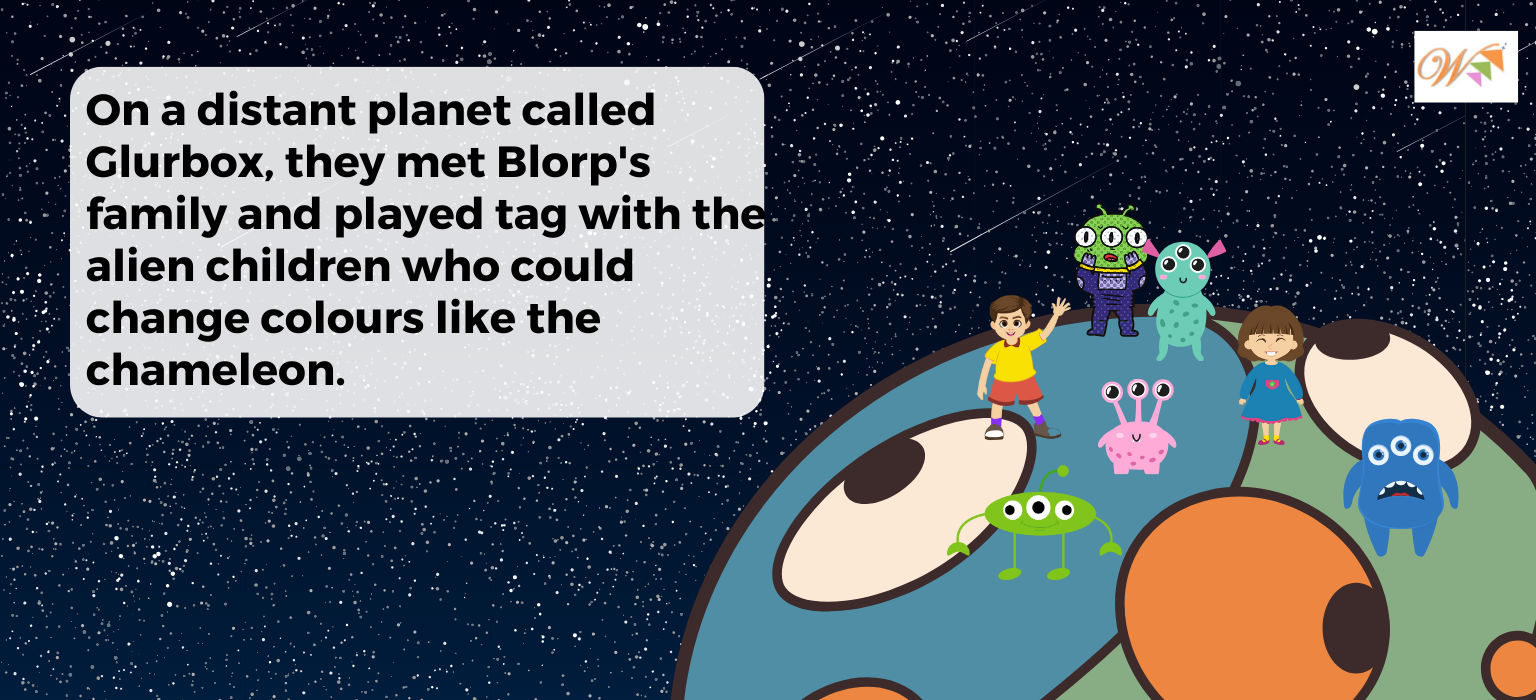 On a distant planet called
Glurbox, they met Blorp's
family and played tag with the
alien children who could
change colours like the
chameleon.
W